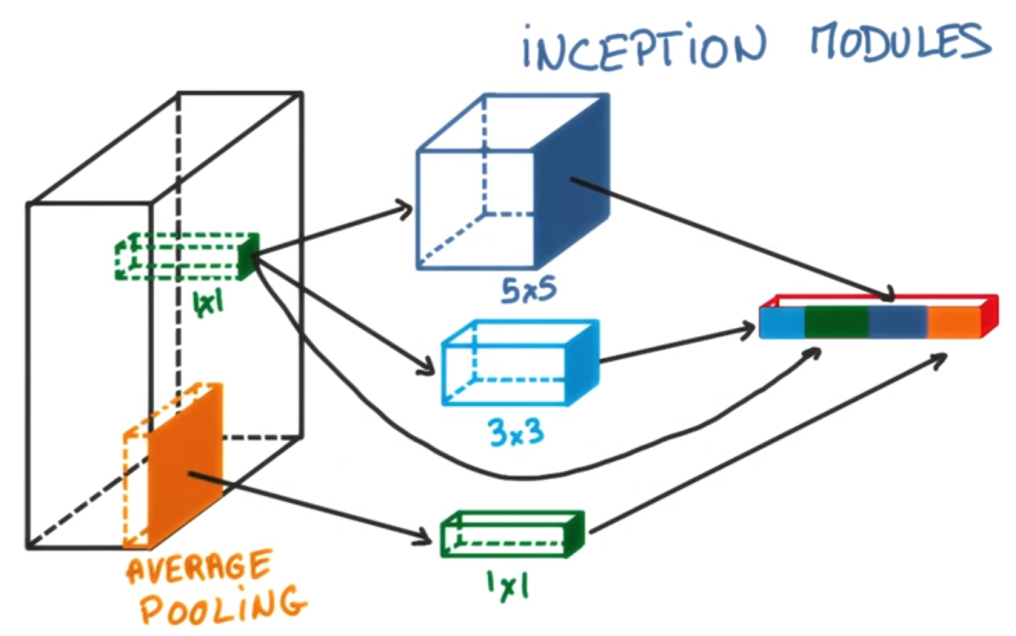 INCEPTION MODULES
1x1
5x5
3x3
1x1
AVERAGE
POOLING